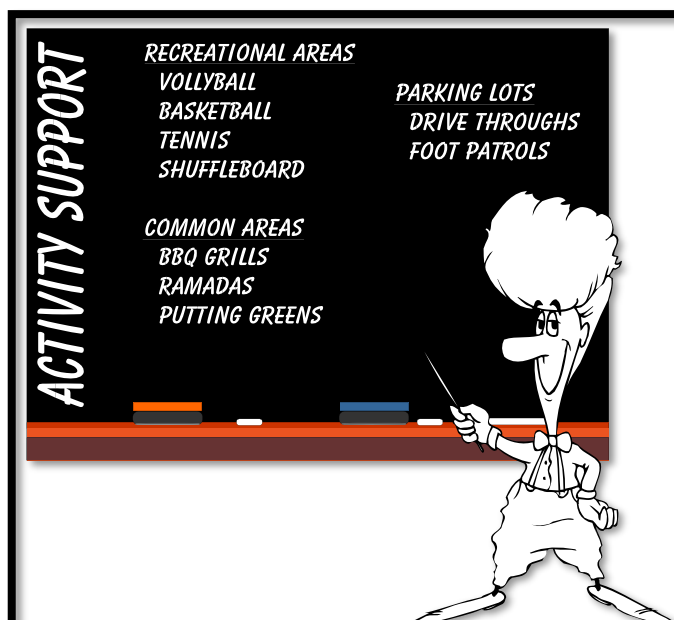 ACTIVITY SUPPORT
RECREATIONAL AREAS
VOLLYBALL
BASKETBALL
TENNIS
SHUFFLEBOARD
COMMON AREAS
BBQ GRILLS
RAMADAS
PUTTING GREENS
PARKING LOTS
DRIVE THROUGHS
FOOT PATROLS